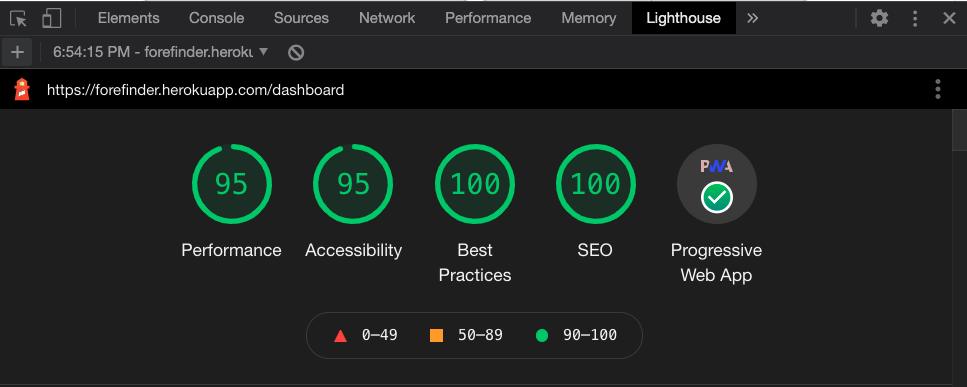 Elements Console Sources Network Performance Memory Lighthouse »
+ 6:54:15 PM - forefinder.heroku
https://forefinder.herokuapp.com/dashboard
95 95 100 100 PWA
Performance Accessibility Best Practices SEO Progressive Web App
0–49 50–89 90–100